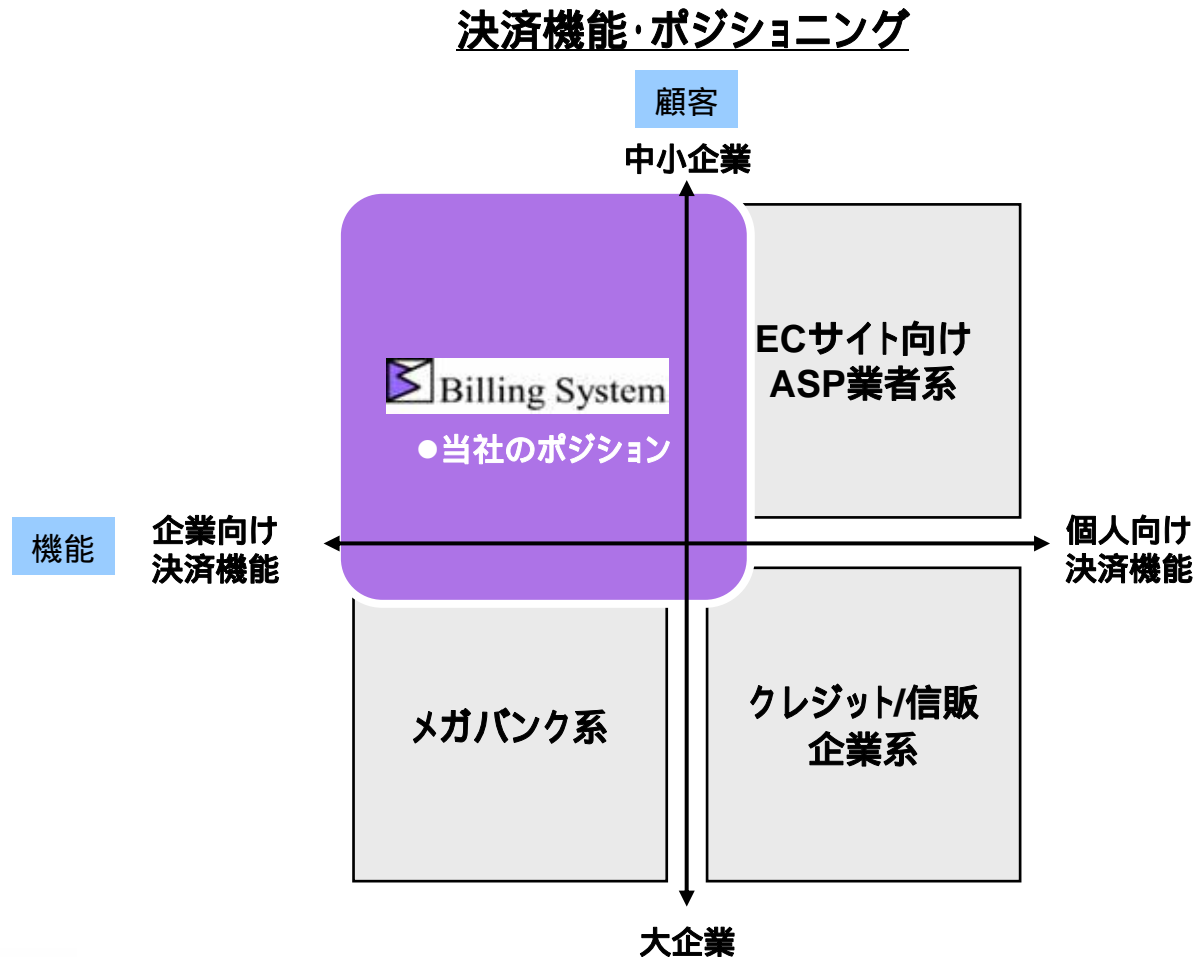 決済機能・ポジショニング
顧客
中小企業
ECサイト向け
ASP業者系
Billing System
●当社のポジション
機能
企業向け
決済機能
個人向け
決済機能
メガバンク系
クレジット/信販
企業系
大企業